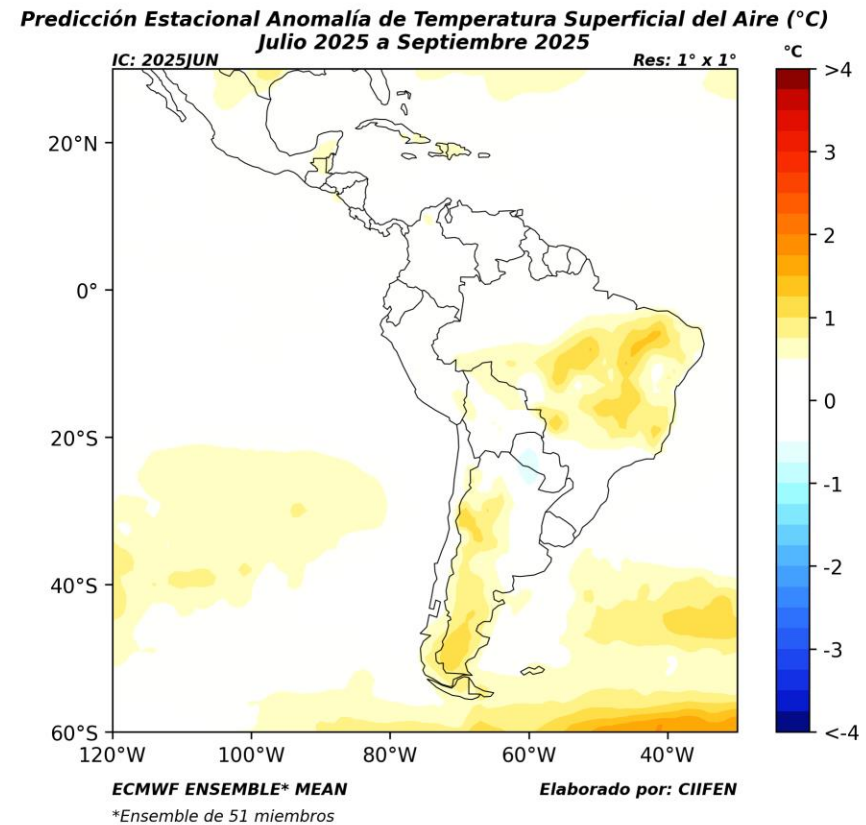 Predicción Estacional Anomalía de Temperatura Superficial del Aire (°C)
Julio 2025 a Septiembre 2025
IC: 2025JUN
Res: 1° x 1°
°C
>4
3
2
1
0
-1
-2
-3
<-4
20°N
0°
20°S
40°S
60°S
120°W
100°W
80°W
60°W
40°W
ECMWF ENSEMBLE* MEAN
Elaborado por: CIIFEN
*Ensemble de 51 miembros